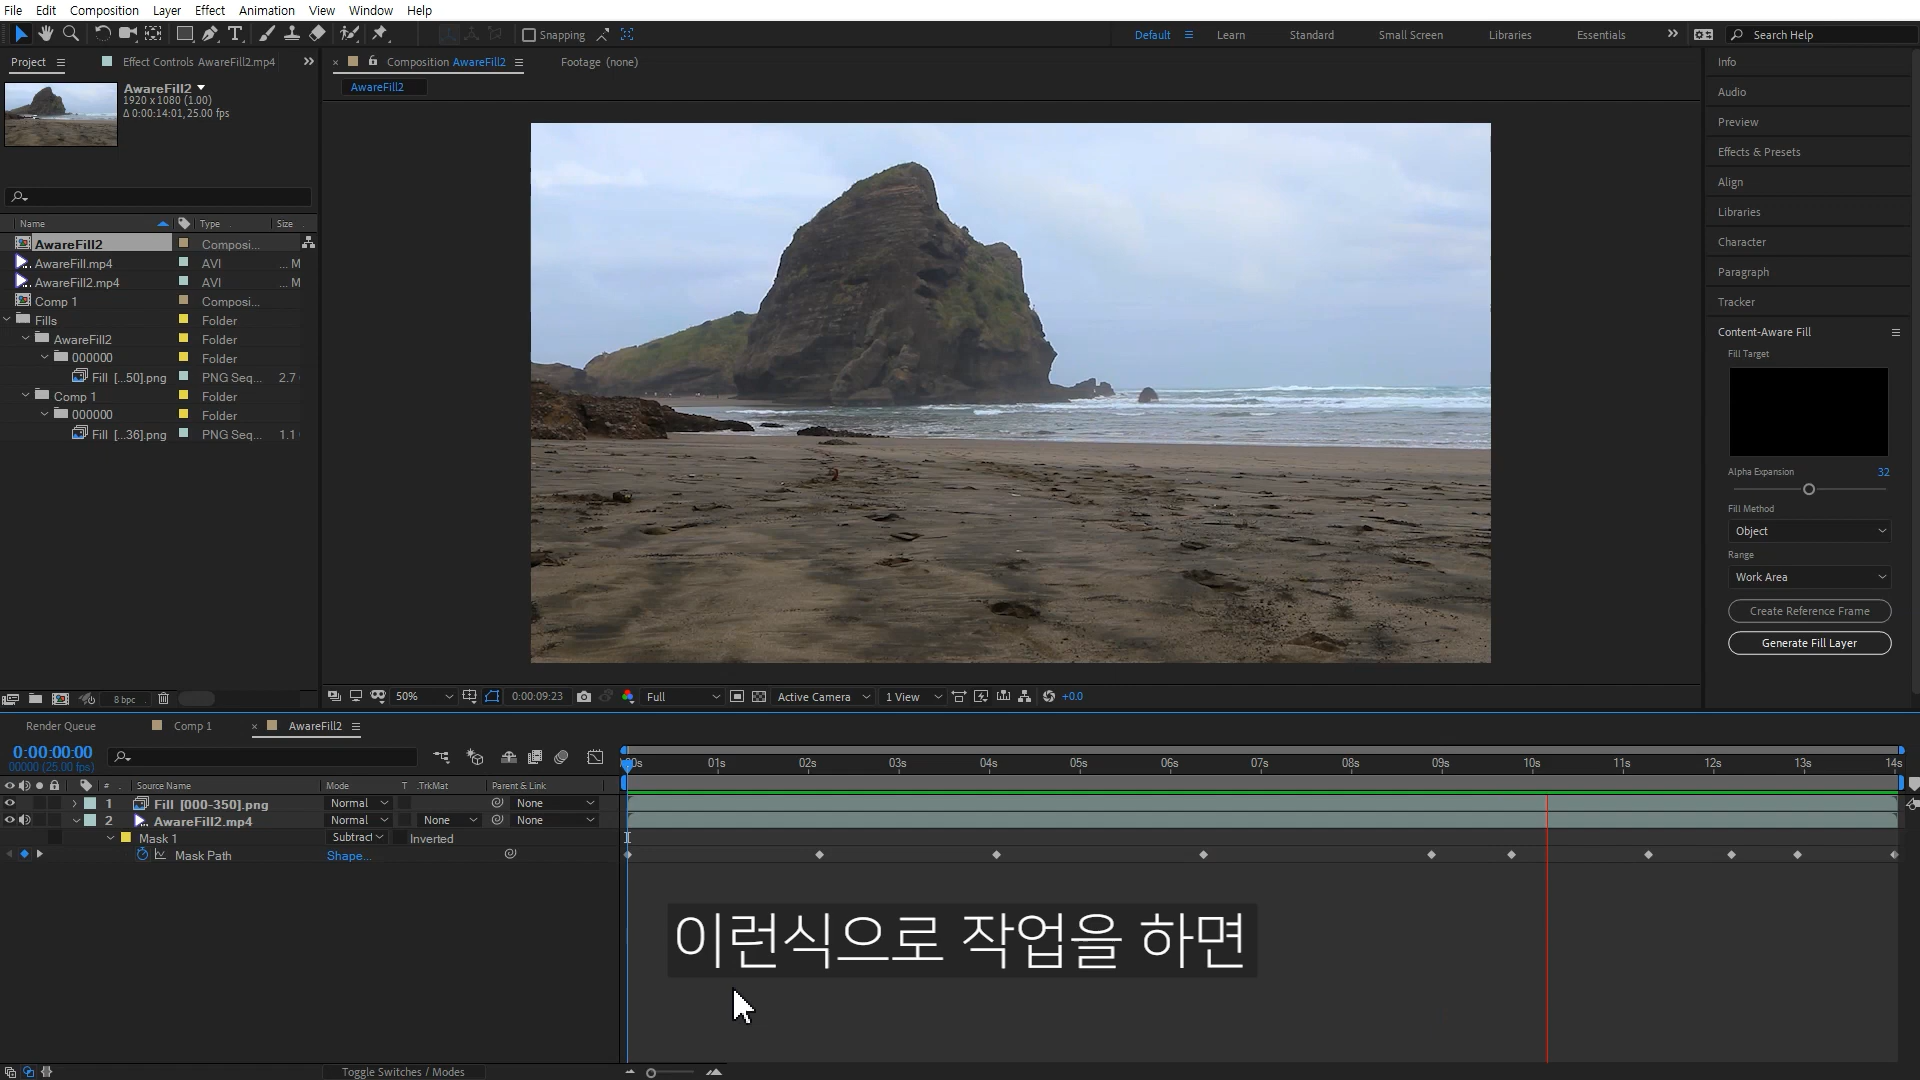 File Edit Composition Layer Effect Animation View Window Help
Snapping
Default Learn Standard Small Screen Libraries Essentials Search Help
Project Effect Controls AwareFill2.mp4
AwareFill2
1920 x 1080 (1.00)
Δ 0:00:14:01, 25.00 fps
Name Type Size
AwareFill2 Composi...
AwareFill.mp4 AVI ... M
AwareFill2.mp4 AVI ... M
Comp 1 Composi...
Fills Folder
AwareFill2 Folder
000000 Folder
Fill [...50].png PNG Seq... 2.7
Comp 1 Folder
000000 Folder
Fill [...36].png PNG Seq... 1.1
8 bpc
Composition AwareFill2 Footage (none)
AwareFill2
50% 0:00:09:23 Full Active Camera 1 View +0.0
Info
Audio
Preview
Effects & Presets
Align
Libraries
Character
Paragraph
Tracker
Content-Aware Fill
Fill Target
Alpha Expansion 32
Fill Method
Object
Range
Work Area
Create Reference Frame
Generate Fill Layer
Render Queue Comp 1 AwareFill2
0:00:00:00
00000 (25.00 fps)
01s 02s 03s 04s 05s 06s 07s 08s 09s 10s 11s 12s 13s 14s
# Source Name Mode T .TrkMat Parent & Link
1 Fill [000-350].png Normal None
2 AwareFill2.mp4 Normal None None
Mask 1 Subtract Inverted
Mask Path Shape...
이런식으로 작업을 하면
Toggle Switches / Modes